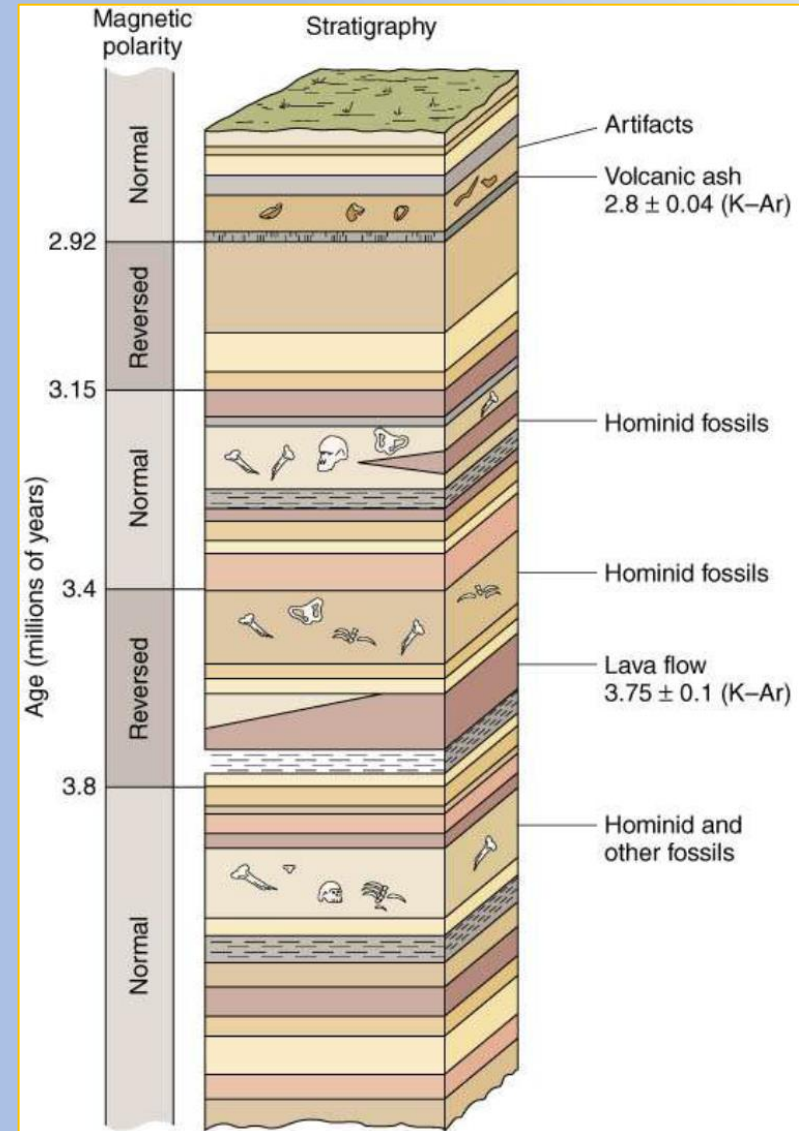 Magnetic
polarity
Stratigraphy
Normal
Artifacts
Volcanic ash
2.8 ± 0.04 (K–Ar)
2.92
Reversed
3.15
Hominid fossils
Normal
Age (millions of years)
Hominid fossils
3.4
Reversed
Lava flow
3.75 ± 0.1 (K–Ar)
3.8
Hominid and
other fossils
Normal